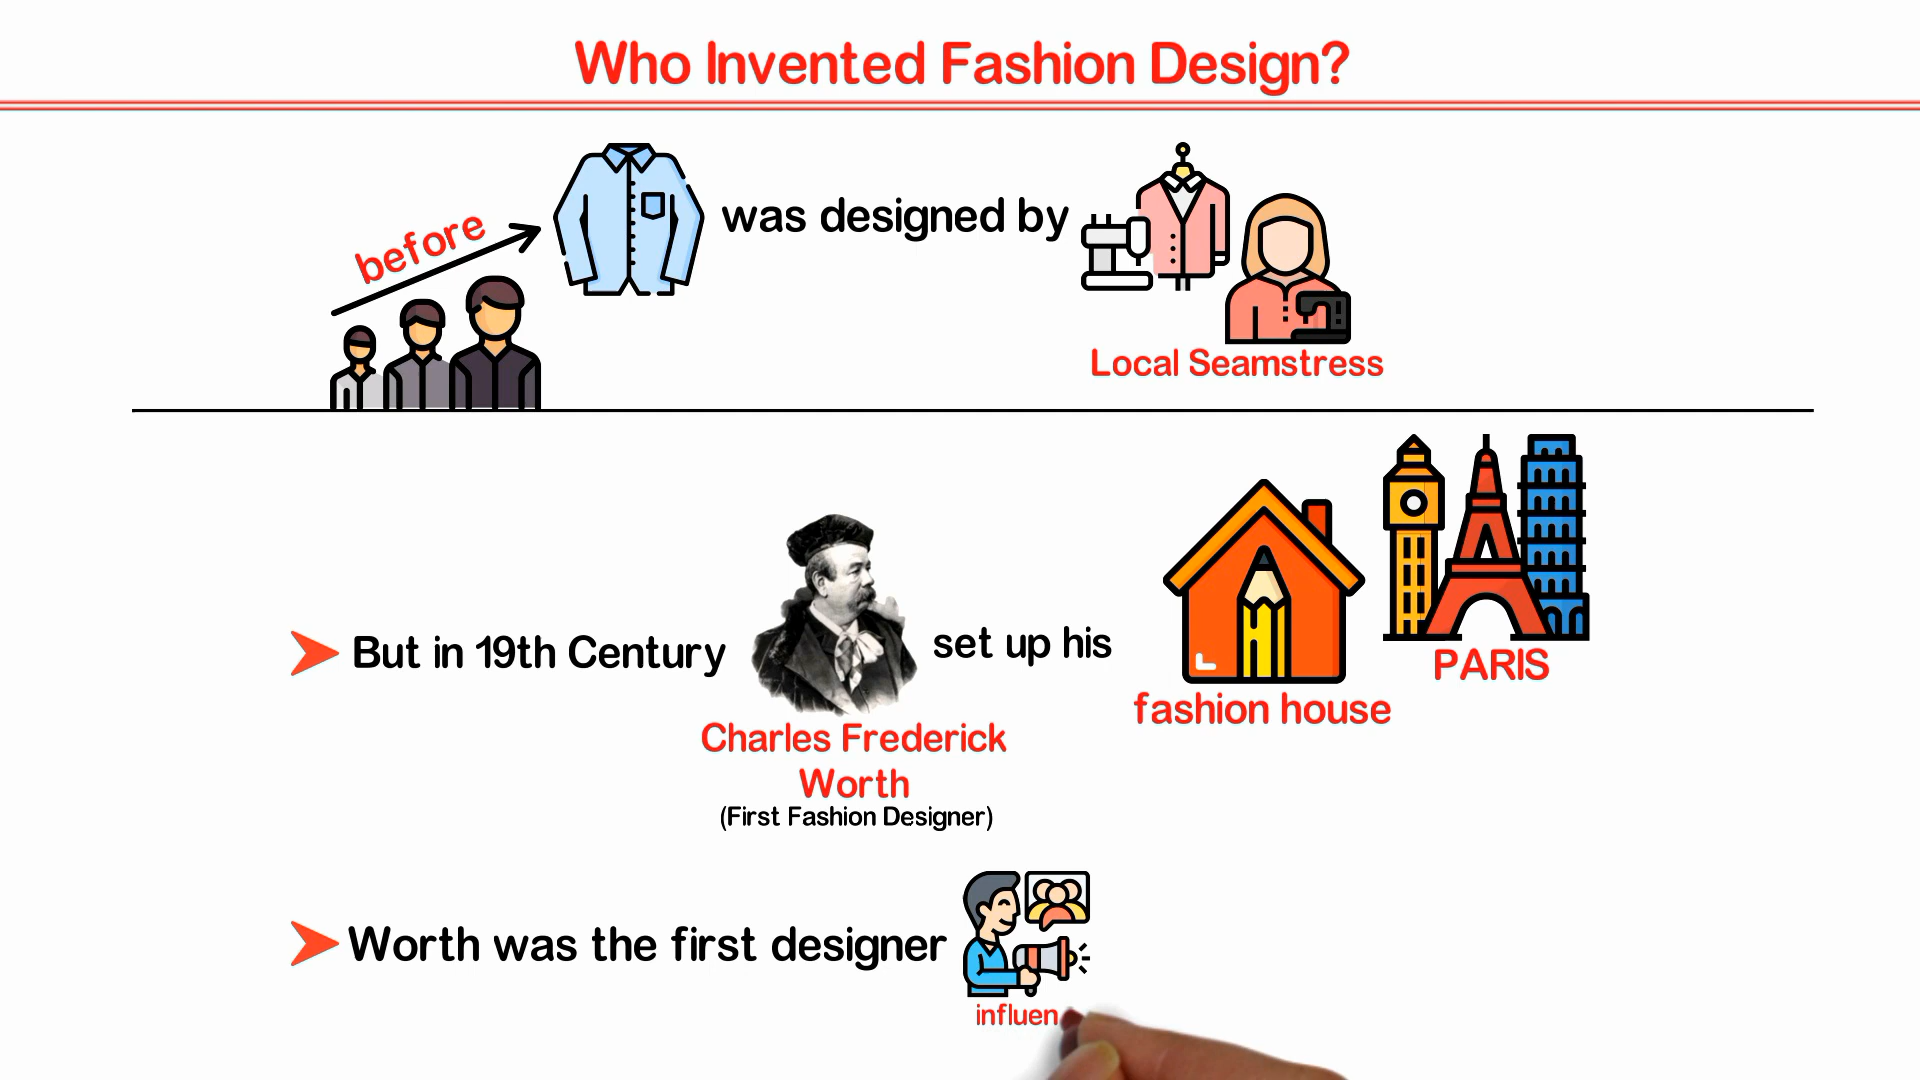 Who Invented Fashion Design?
before
was designed by
Local Seamstress
But in 19th Century
set up his
PARIS
fashion house
Charles Frederick
Worth
(First Fashion Designer)
Worth was the first designer
influen